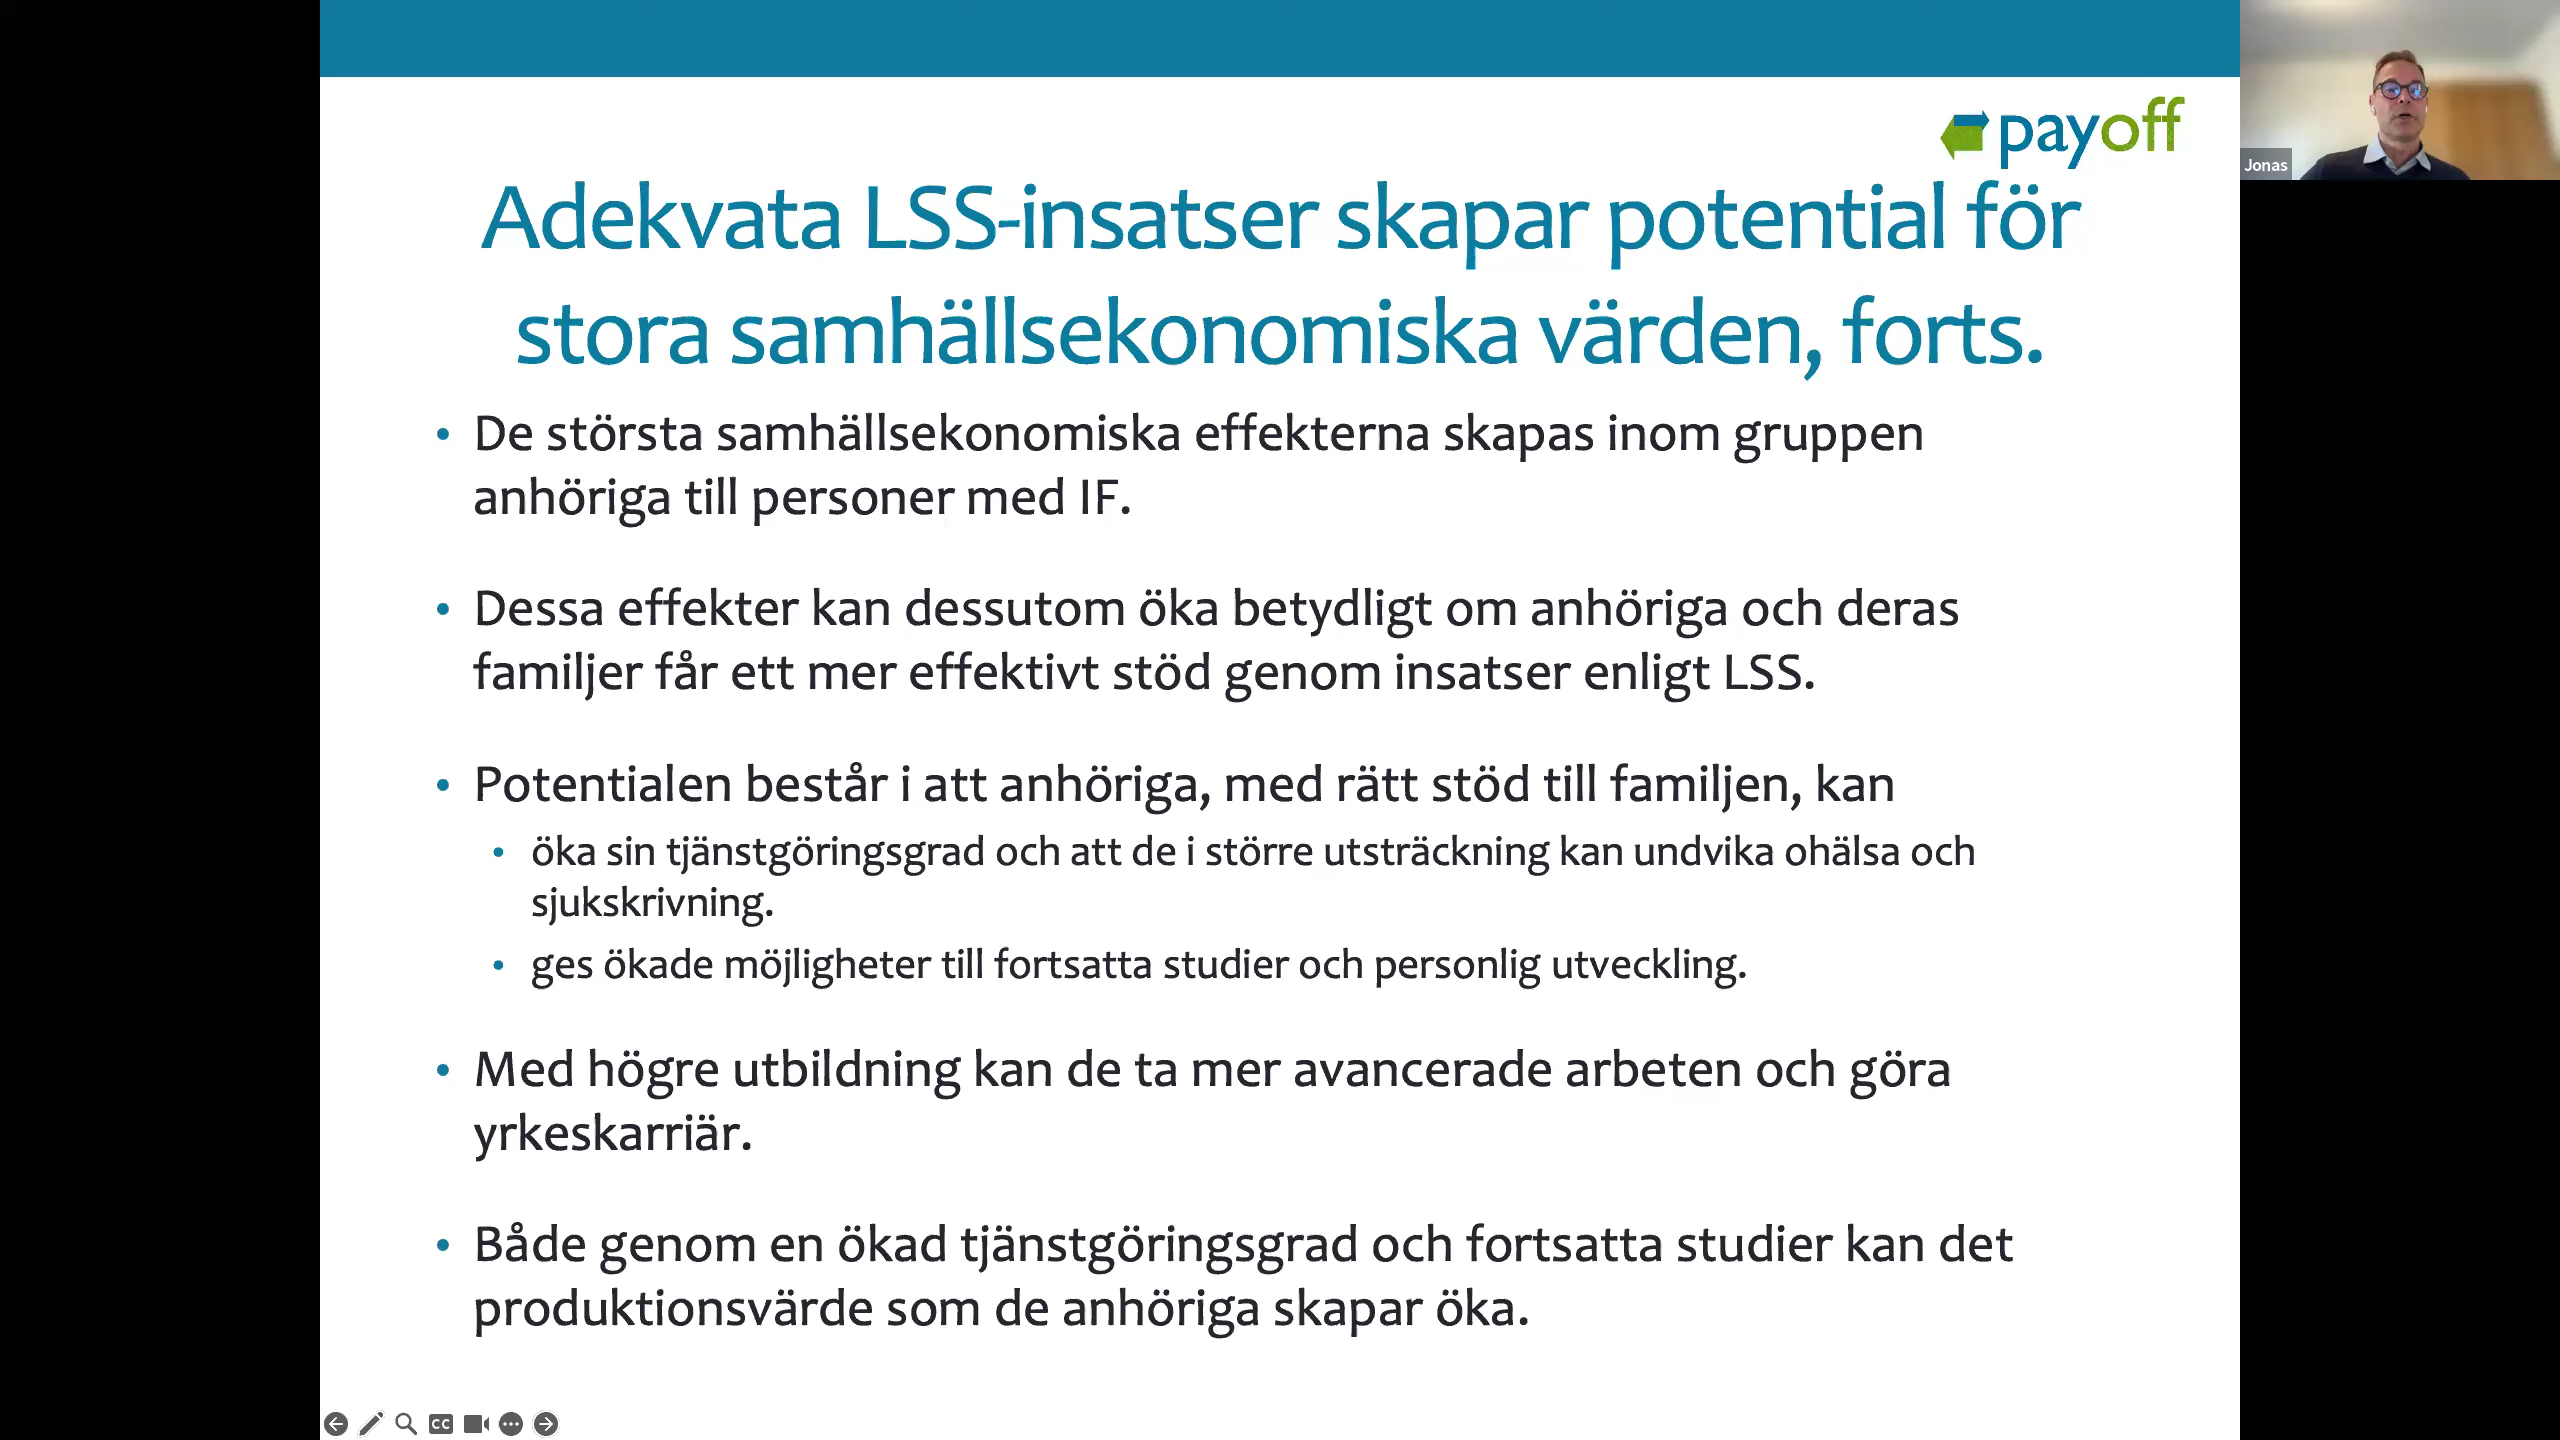 payoff
Jonas
Adekvata LSS-insatser skapar potential för
stora samhällsekonomiska värden, forts.
• De största samhällsekonomiska effekterna skapas inom gruppen
anhöriga till personer med IF.
• Dessa effekter kan dessutom öka betydligt om anhöriga och deras
familjer får ett mer effektivt stöd genom insatser enligt LSS.
• Potentialen består i att anhöriga, med rätt stöd till familjen, kan
• öka sin tjänstgöringsgrad och att de i större utsträckning kan undvika ohälsa och
sjukskrivning.
• ges ökade möjligheter till fortsatta studier och personlig utveckling.
• Med högre utbildning kan de ta mer avancerade arbeten och göra
yrkeskarriär.
• Både genom en ökad tjänstgöringsgrad och fortsatta studier kan det
produktionsvärde som de anhöriga skapar öka.
CC